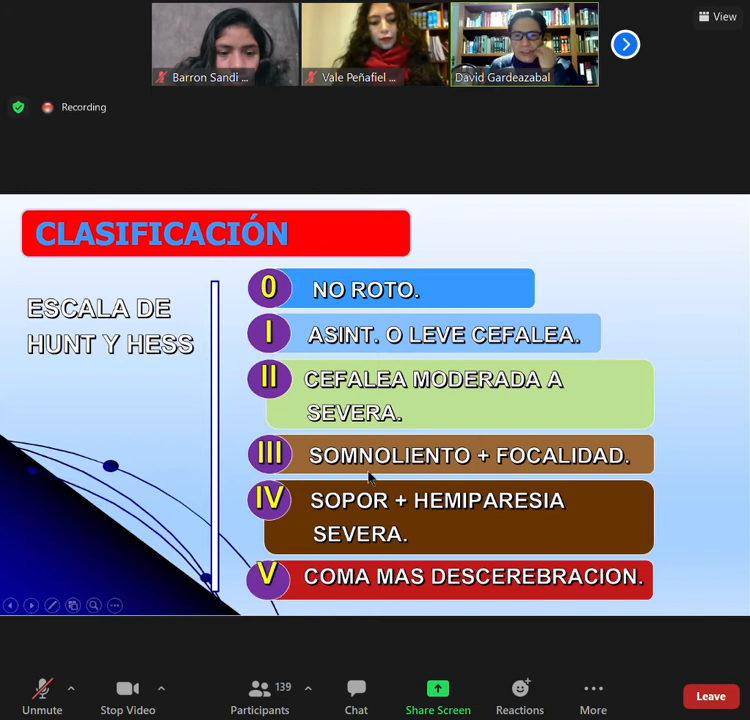 View
Barron Sandi ...
Vale Peñafiel ...
David Gardeazabal
Recording
CLASIFICACIÓN
ESCALA DE
HUNT Y HESS
0 NO ROTO.
I ASINT. O LEVE CEFALEA.
II CEFALEA MODERADA A
SEVERA.
III SOMNOLIENTO + FOCALIDAD.
IV SOPOR + HEMIPARESIA
SEVERA.
V COMA MAS DESCEREBRACION.
139
Unmute
Stop Video
Participants
Chat
Share Screen
Reactions
More
Leave